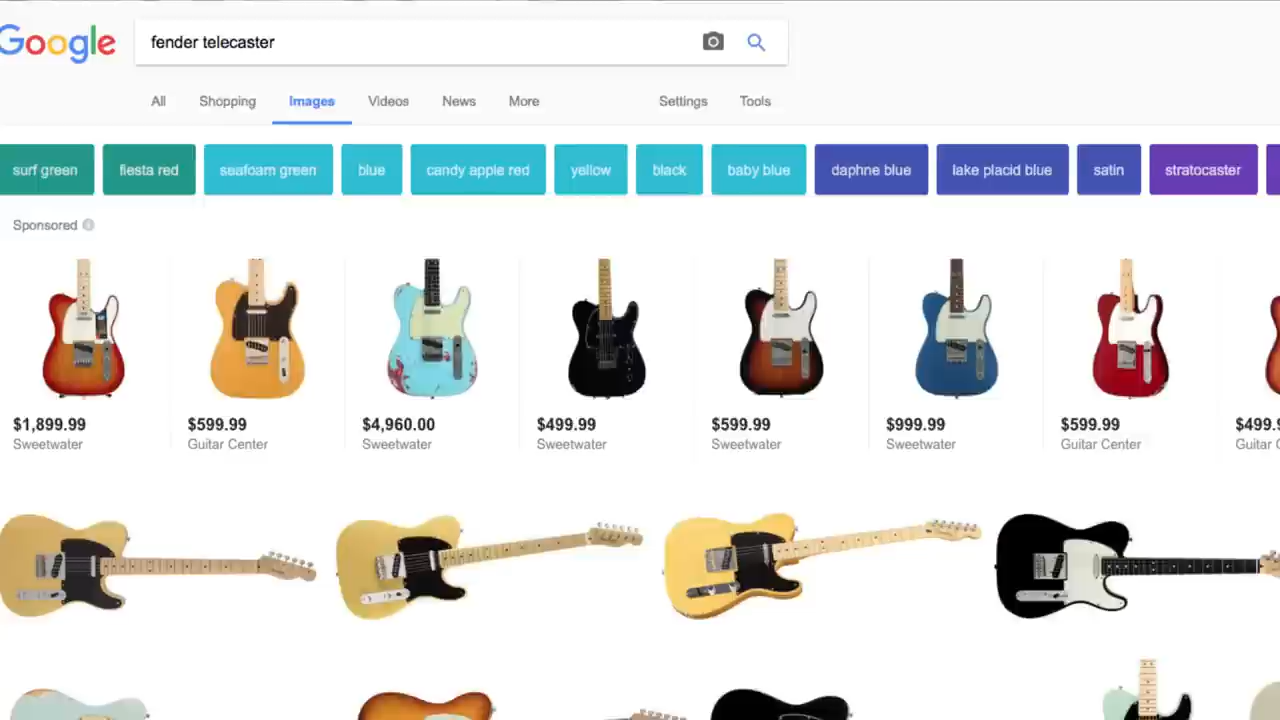 Google
fender telecaster
All Shopping Images Videos News More Settings Tools
surf green fiesta red seafoam green blue candy apple red yellow black baby blue daphne blue lake placid blue satin stratocaster
Sponsored
$1,899.99 $599.99 $4,960.00 $499.99 $599.99 $999.99 $599.99 $499.9
Sweetwater Guitar Center Sweetwater Sweetwater Sweetwater Sweetwater Guitar Center Guitar C